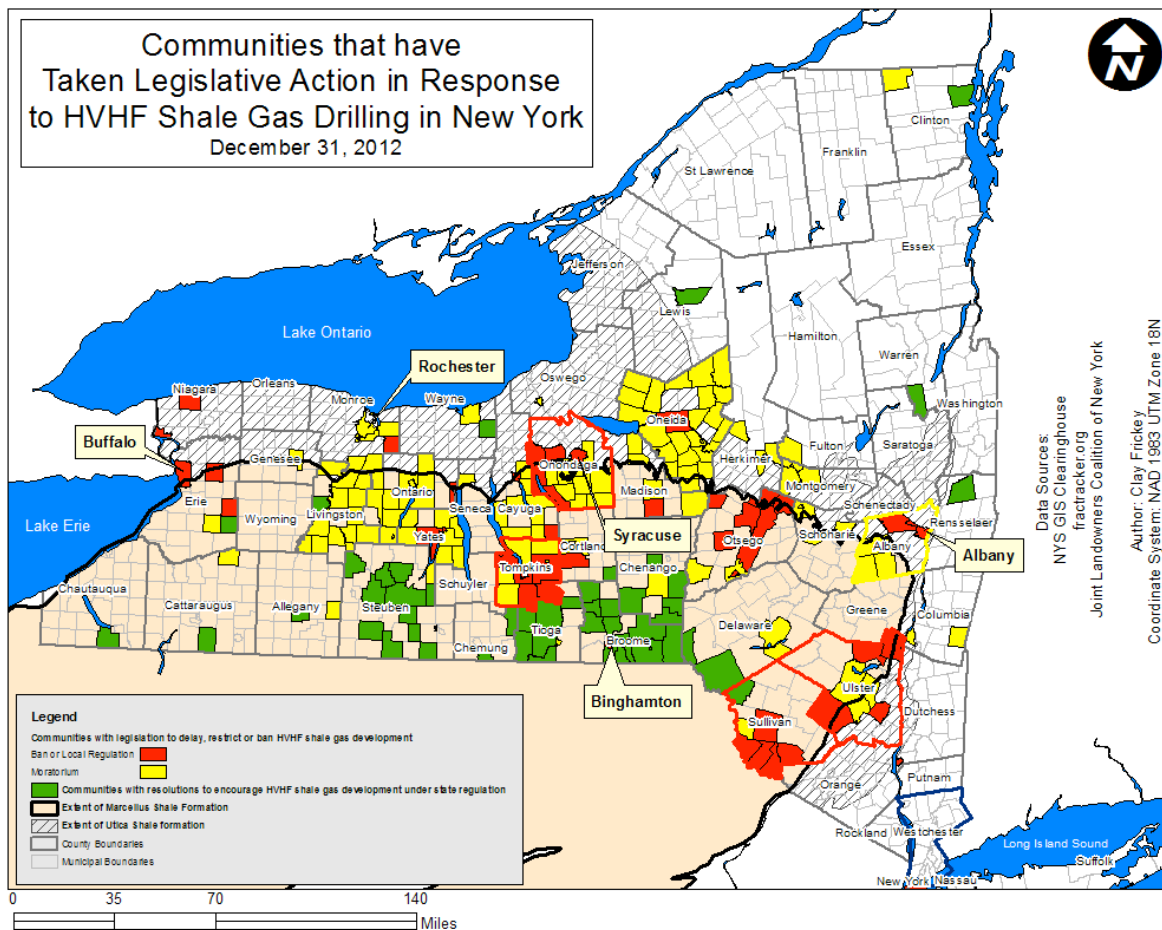 Communities that have
Taken Legislative Action in Response
to HVHF Shale Gas Drilling in New York
December 31, 2012
N
Clinton
Franklin
St Lawrence
Essex
Jefferson
Lewis
Hamilton
Lake Ontario
Warren
Rochester
Oswego
Washington
Niagara
Orleans
Monroe
Wayne
Oneida
Fulton
Saratoga
Buffalo
Herkimer
Genesee
Onondaga
Montgomery
Madison
Ontario
Schenectady
Erie
Seneca
Cayuga
Rensselaer
Lake Erie
Wyoming
Livingston
Otsego
Schoharie
Yates
Syracuse
Albany
Albany
Cortland
Tompkins
Chenango
Schuyler
Chautauqua
Cattaraugus
Allegany
Steuben
Greene
Columbia
Delaware
Tioga
Broome
Chemung
Binghamton
Ulster
Dutchess
Sullivan
Putnam
Orange
Rockland
Westchester
Long Island Sound
Suffolk
New York
Nassau
Data Sources:
NYS GIS Clearinghouse
fractracker.org
Joint Landowners Coalition of New York
Author: Clay Frickey
Coordinate System: NAD 1983 UTM Zone 18N
Legend
Communities with legislation to delay, restrict or ban HVHF shale gas development
Ban or Local Regulation
Moratorium
Communities with resolutions to encourage HVHF shale gas development under state regulation
Extent of Marcellus Shale Formation
Extent of Utica Shale formation
County Boundaries
Municipal Boundaries
0 35 70 140
Miles